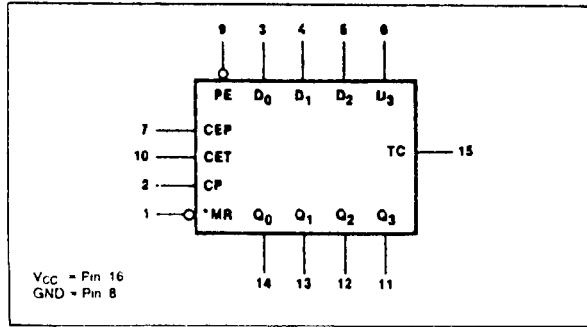 9 3 4 5 6
PE D0 D1 D2 D3
7 CEP
10 CET TC 15
2 CP
1 *MR Q0 Q1 Q2 Q3
VCC = Pin 16
GND = Pin 8
14 13 12 11